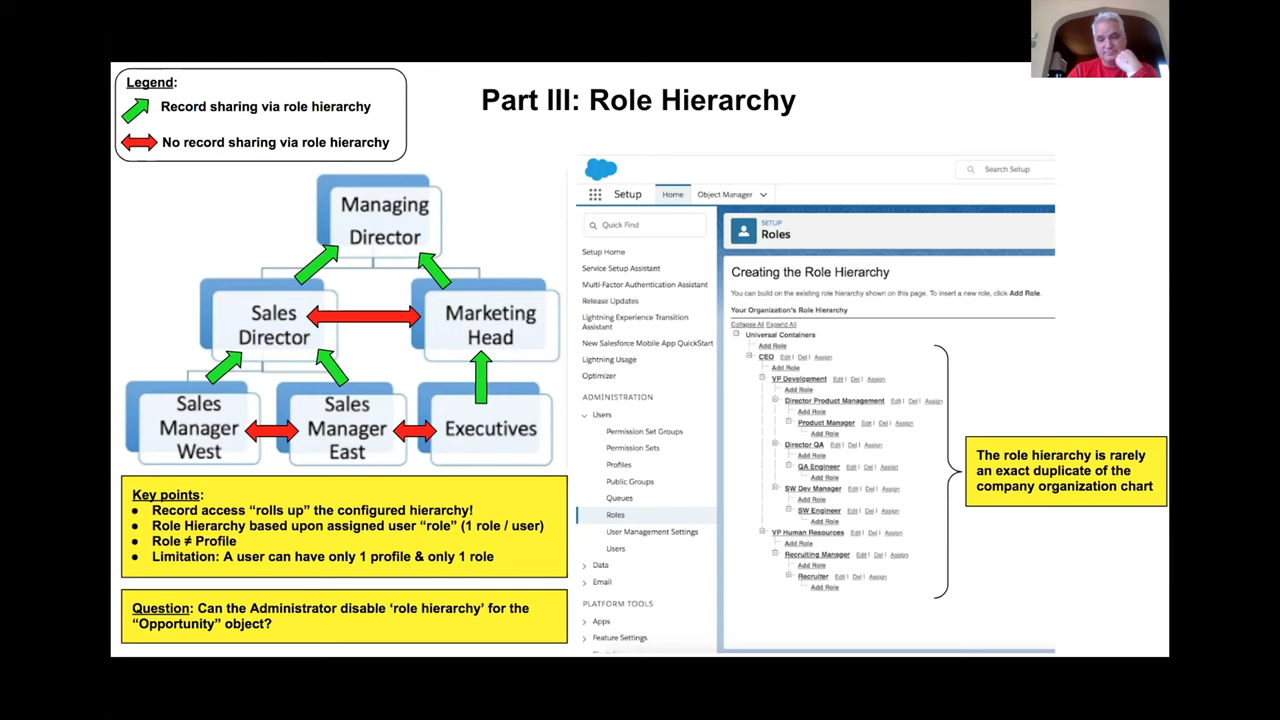 Legend:
Record sharing via role hierarchy
No record sharing via role hierarchy
Part III: Role Hierarchy
Managing
Director
Sales
Director
Marketing
Head
Sales
Manager
West
Sales
Manager
East
Executives
Key points:
● Record access “rolls up” the configured hierarchy!
● Role Hierarchy based upon assigned user “role” (1 role / user)
● Role ≠ Profile
● Limitation: A user can have only 1 profile & only 1 role
Question: Can the Administrator disable ‘role hierarchy’ for the
“Opportunity” object?
Search Setup
Setup Home Object Manager
Quick Find
Setup Home
Service Setup Assistant
Multi-Factor Authentication Assistant
Release Updates
Lightning Experience Transition
Assistant
New Salesforce Mobile App QuickStart
Lightning Usage
Optimizer
ADMINISTRATION
Users
Permission Set Groups
Permission Sets
Profiles
Public Groups
Queues
Roles
User Management Settings
Users
Data
Email
PLATFORM TOOLS
Apps
Feature Settings
SETUP
Roles
Creating the Role Hierarchy
You can build on the existing role hierarchy shown on this page. To insert a new role, click Add Role.
Your Organization's Role Hierarchy
Collapse All Expand All
Universal Containers
Add Role
CEO Edit | Del | Assign
Add Role
VP Development Edit | Del | Assign
Add Role
Director Product Management Edit | Del | Assign
Add Role
Product Manager Edit | Del | Assign
Add Role
Director QA Edit | Del | Assign
Add Role
QA Engineer Edit | Del | Assign
Add Role
SW Dev Manager Edit | Del | Assign
Add Role
SW Engineer Edit | Del | Assign
Add Role
VP Human Resources Edit | Del | Assign
Add Role
Recruiting Manager Edit | Del | Assign
Add Role
Recruiter Edit | Del | Assign
Add Role
The role hierarchy is rarely
an exact duplicate of the
company organization chart